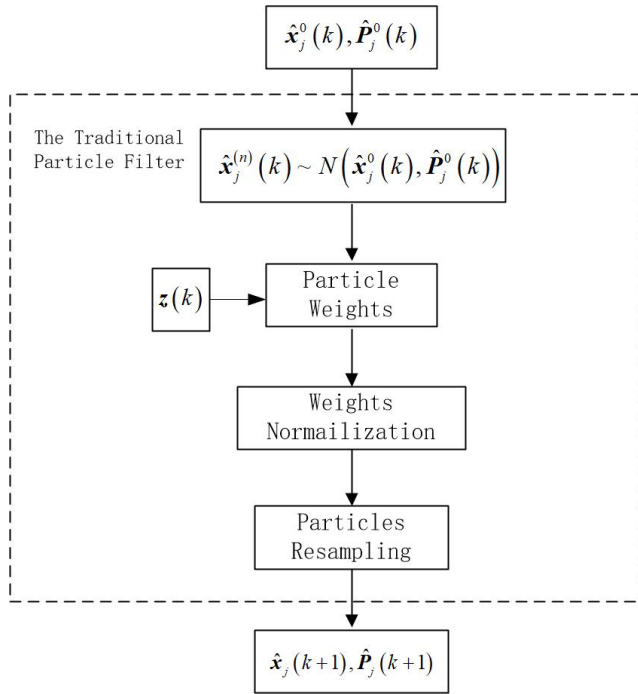 x̂_j^0(k), P̂_j^0(k)
The Traditional
Particle Filter
x̂_j^(n)(k) ~ N(x̂_j^0(k), P̂_j^0(k))
Particle
Weights
z(k)
Weights
Normailization
Particles
Resampling
x̂_j(k+1), P̂_j(k+1)